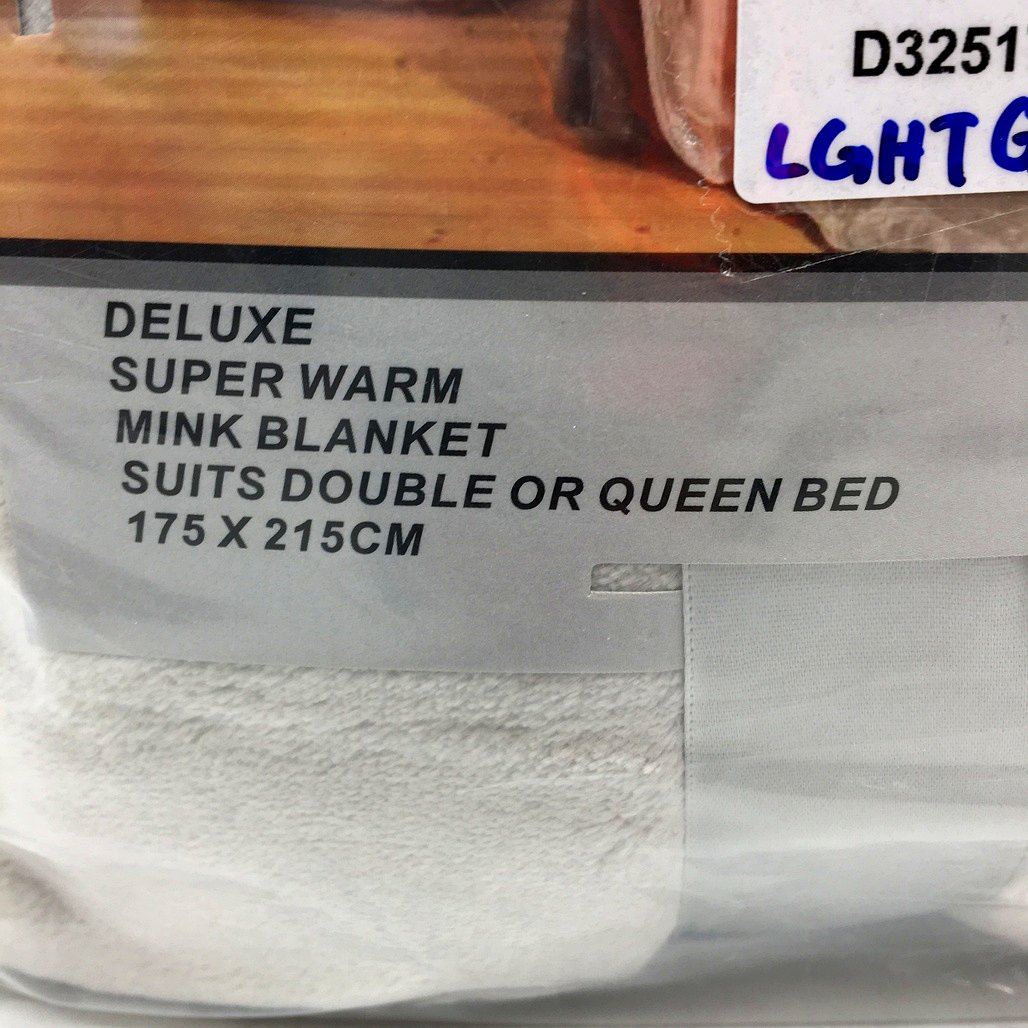 D3251
LGHT G
DELUXE
SUPER WARM
MINK BLANKET
SUITS DOUBLE OR QUEEN BED
175 X 215CM